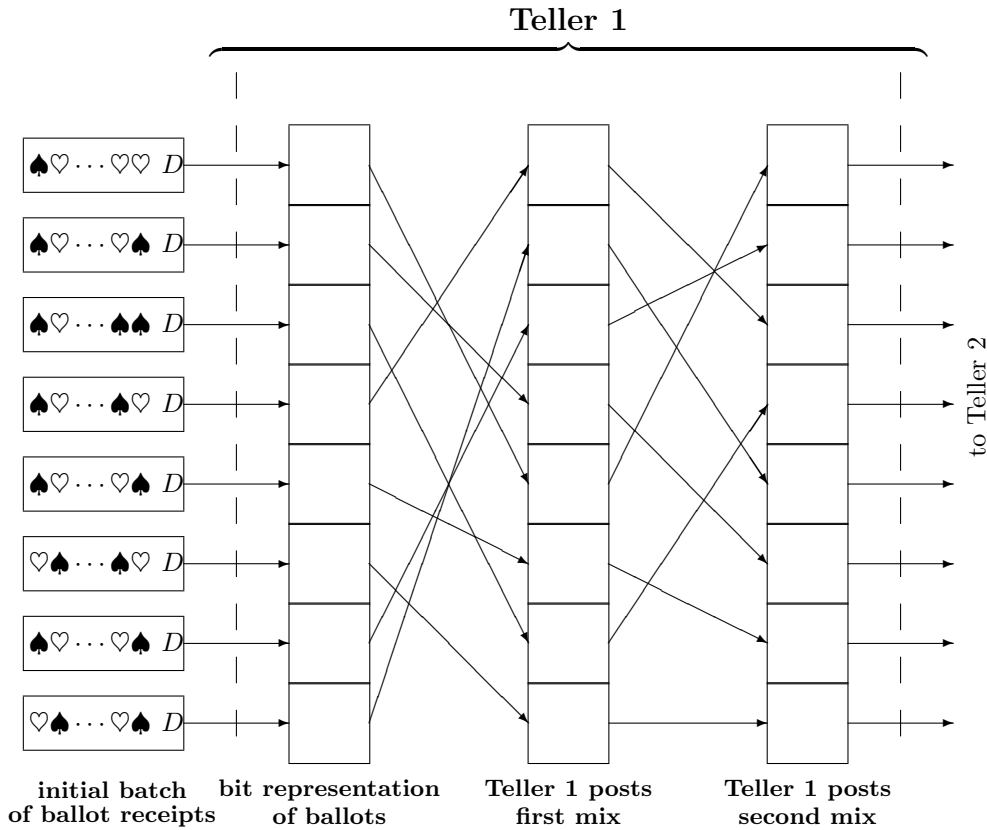 Teller 1
♠♡⋯♡♡ D
♠♡⋯♡♠ D
♠♡⋯♠♠ D
♠♡⋯♠♡ D
♠♡⋯♡♠ D
♡♠⋯♠♡ D
♠♡⋯♡♠ D
♡♠⋯♡♠ D
to Teller 2
initial batch
of ballot receipts
bit representation
of ballots
Teller 1 posts
first mix
Teller 1 posts
second mix